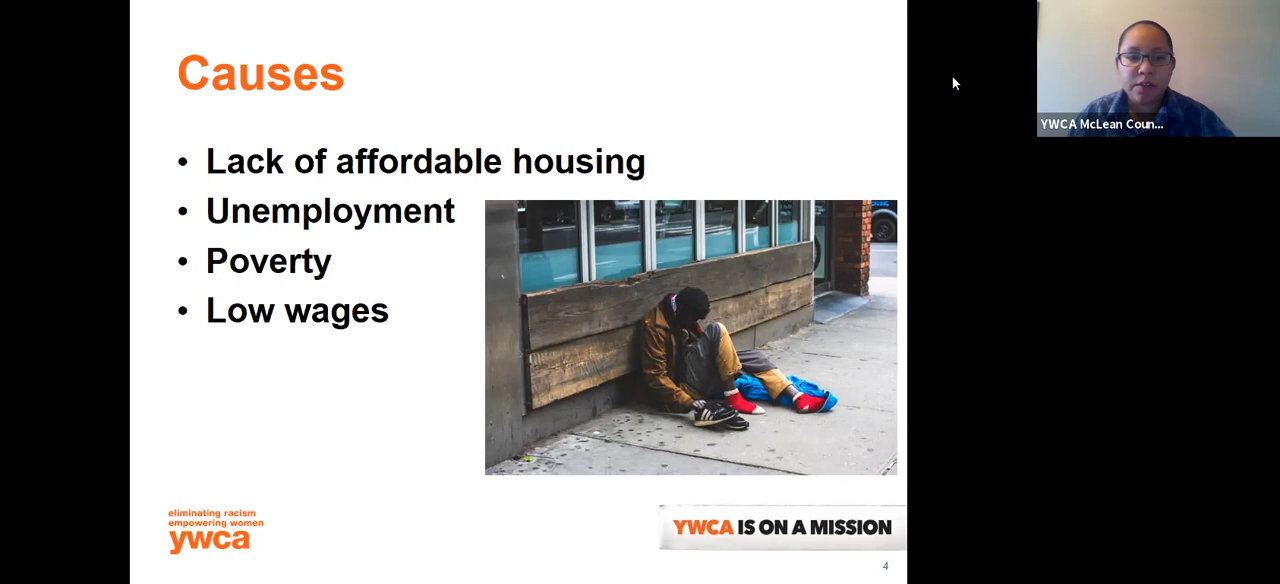 Causes
• Lack of affordable housing
• Unemployment
• Poverty
• Low wages
eliminating racism
empowering women
ywca
YWCA IS ON A MISSION
4
YWCA McLean Coun...